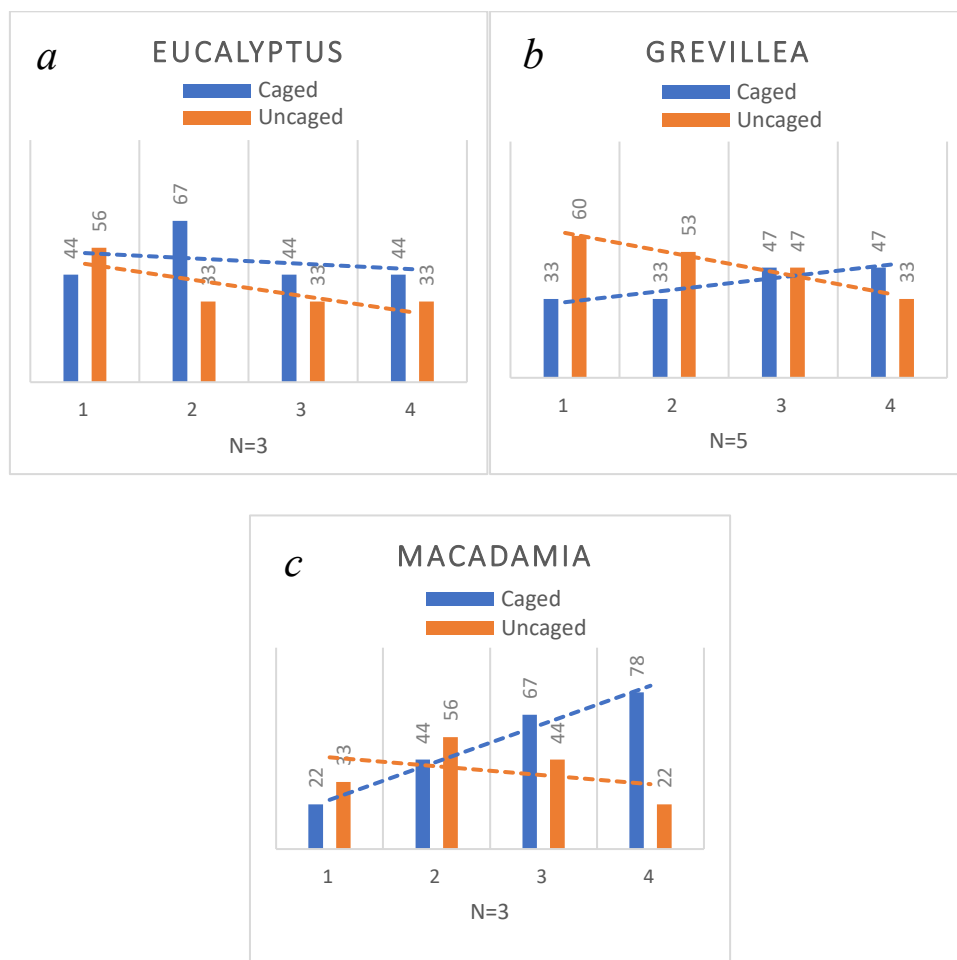 a
EUCALYPTUS
Caged
Uncaged
44 56 67 33 44 33 44 33
1 2 3 4
N=3
b
GREVILLEA
Caged
Uncaged
33 60 33 53 47 47 47 33
1 2 3 4
N=5
c
MACADAMIA
Caged
Uncaged
22 33 44 56 67 44 78 22
1 2 3 4
N=3